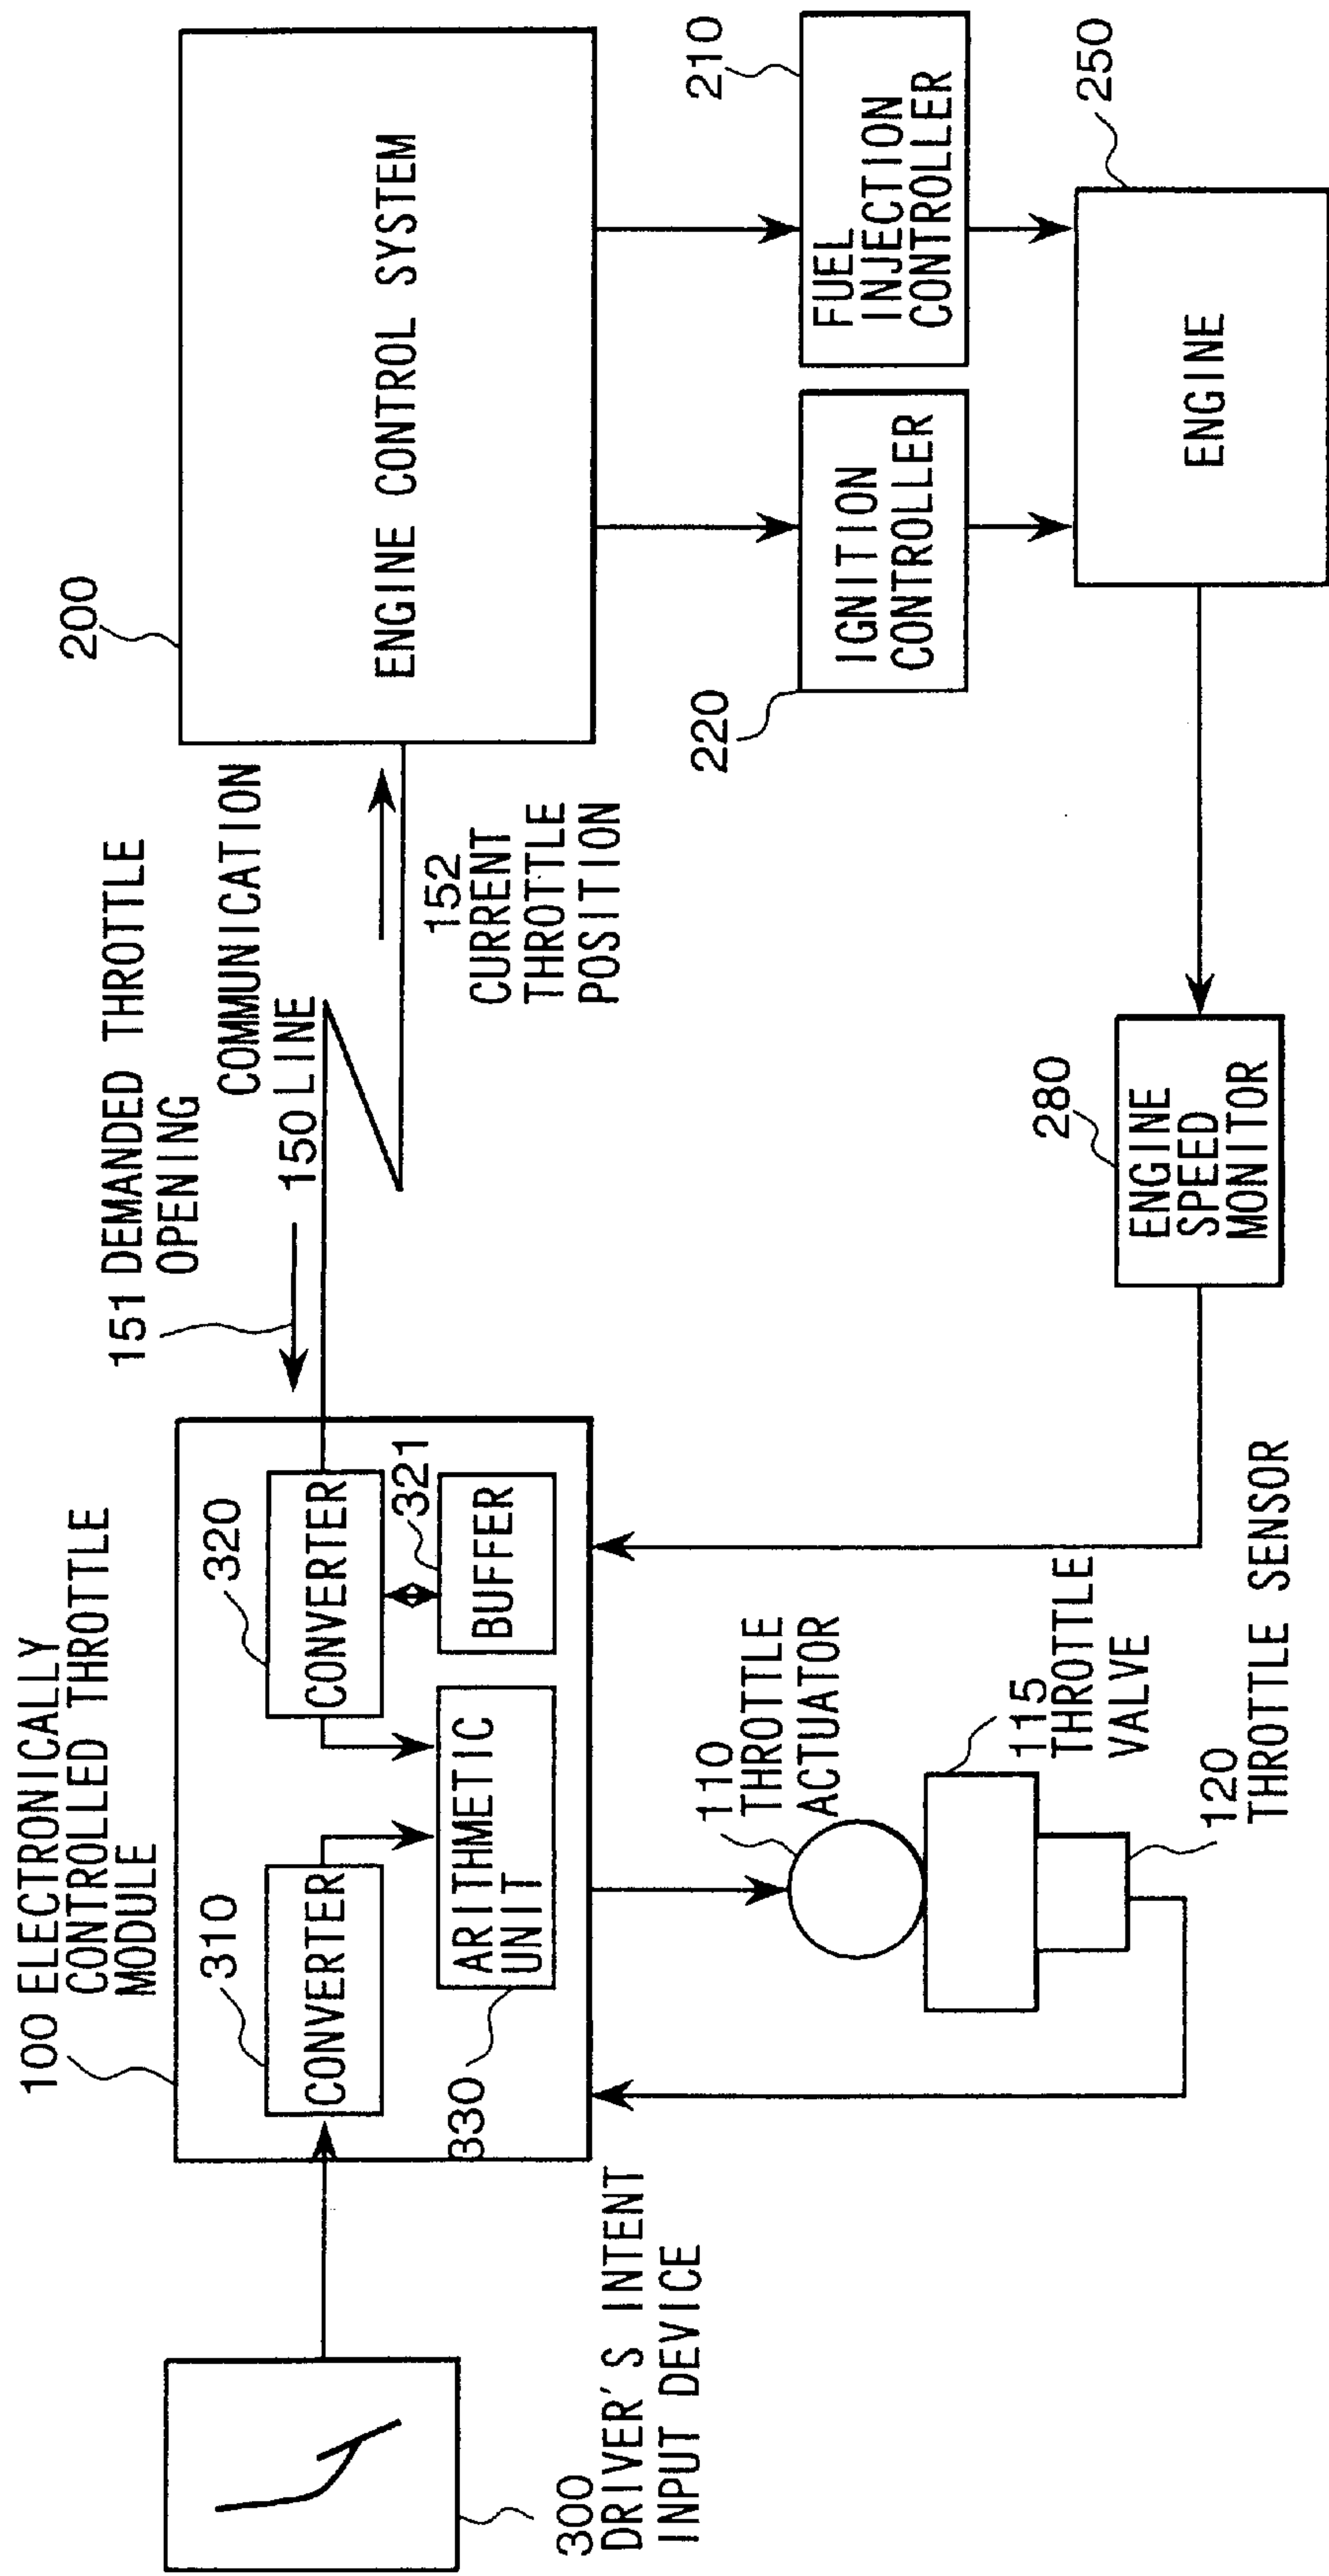 100 ELECTRONICALLY
CONTROLLED THROTTLE
MODULE
151 DEMANDED THROTTLE
OPENING
COMMUNICATION
150 LINE
200
ENGINE CONTROL SYSTEM
310
CONVERTER
320
CONVERTER
321
BUFFER
330
ARITHMETIC
UNIT
152
CURRENT
THROTTLE
POSITION
300
DRIVER'S INTENT
INPUT DEVICE
110
THROTTLE
ACTUATOR
115
THROTTLE
VALVE
120
THROTTLE SENSOR
220
IGNITION
CONTROLLER
210
FUEL
INJECTION
CONTROLLER
280
ENGINE
SPEED
MONITOR
250
ENGINE